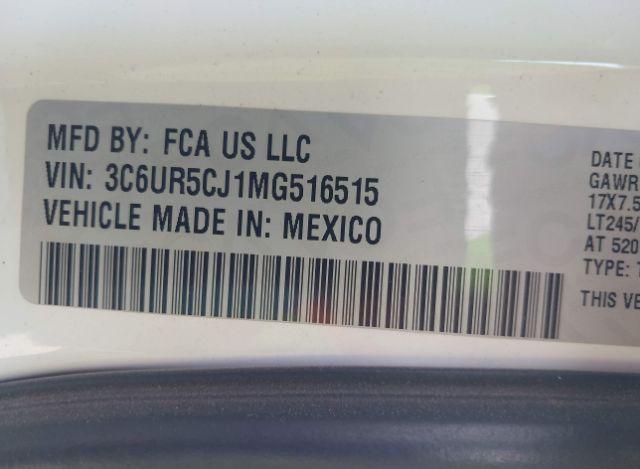 MFD BY: FCA US LLC
VIN: 3C6UR5CJ1MG516515
VEHICLE MADE IN: MEXICO
DATE
GAWR
17X7.5
LT245/
AT 520
TYPE:
THIS VE